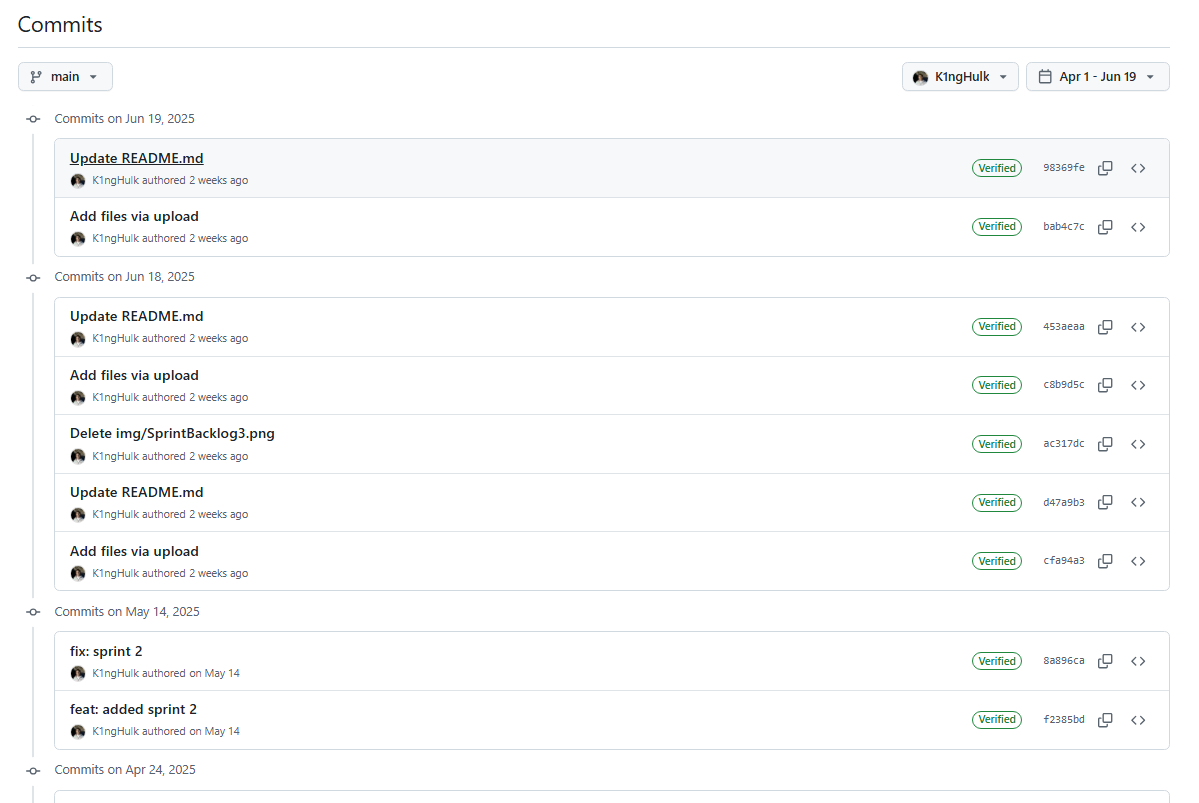 Commits
main
K1ngHulk
Apr 1 - Jun 19
Commits on Jun 19, 2025
Update README.md
K1ngHulk authored 2 weeks ago
Verified
98369fe
Add files via upload
K1ngHulk authored 2 weeks ago
Verified
bab4c7c
Commits on Jun 18, 2025
Update README.md
K1ngHulk authored 2 weeks ago
Verified
453aeaa
Add files via upload
K1ngHulk authored 2 weeks ago
Verified
c8b9d5c
Delete img/SprintBacklog3.png
K1ngHulk authored 2 weeks ago
Verified
ac317dc
Update README.md
K1ngHulk authored 2 weeks ago
Verified
d47a9b3
Add files via upload
K1ngHulk authored 2 weeks ago
Verified
cfa94a3
Commits on May 14, 2025
fix: sprint 2
K1ngHulk authored on May 14
Verified
8a896ca
feat: added sprint 2
K1ngHulk authored on May 14
Verified
f2385bd
Commits on Apr 24, 2025